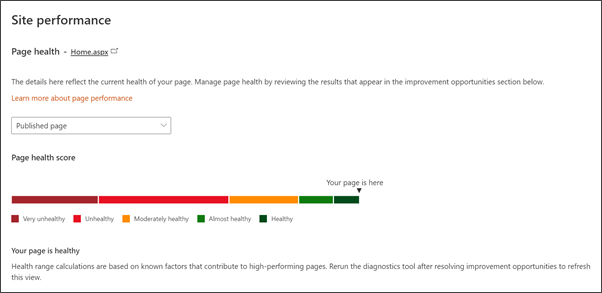 Site performance
Page health - Home.aspx
The details here reflect the current health of your page. Manage page health by reviewing the results that appear in the improvement opportunities section below.
Learn more about page performance
Published page
Page health score
Your page is here
Very unhealthy Unhealthy Moderately healthy Almost healthy Healthy
Your page is healthy
Health range calculations are based on known factors that contribute to high-performing pages. Rerun the diagnostics tool after resolving improvement opportunities to refresh
this view.